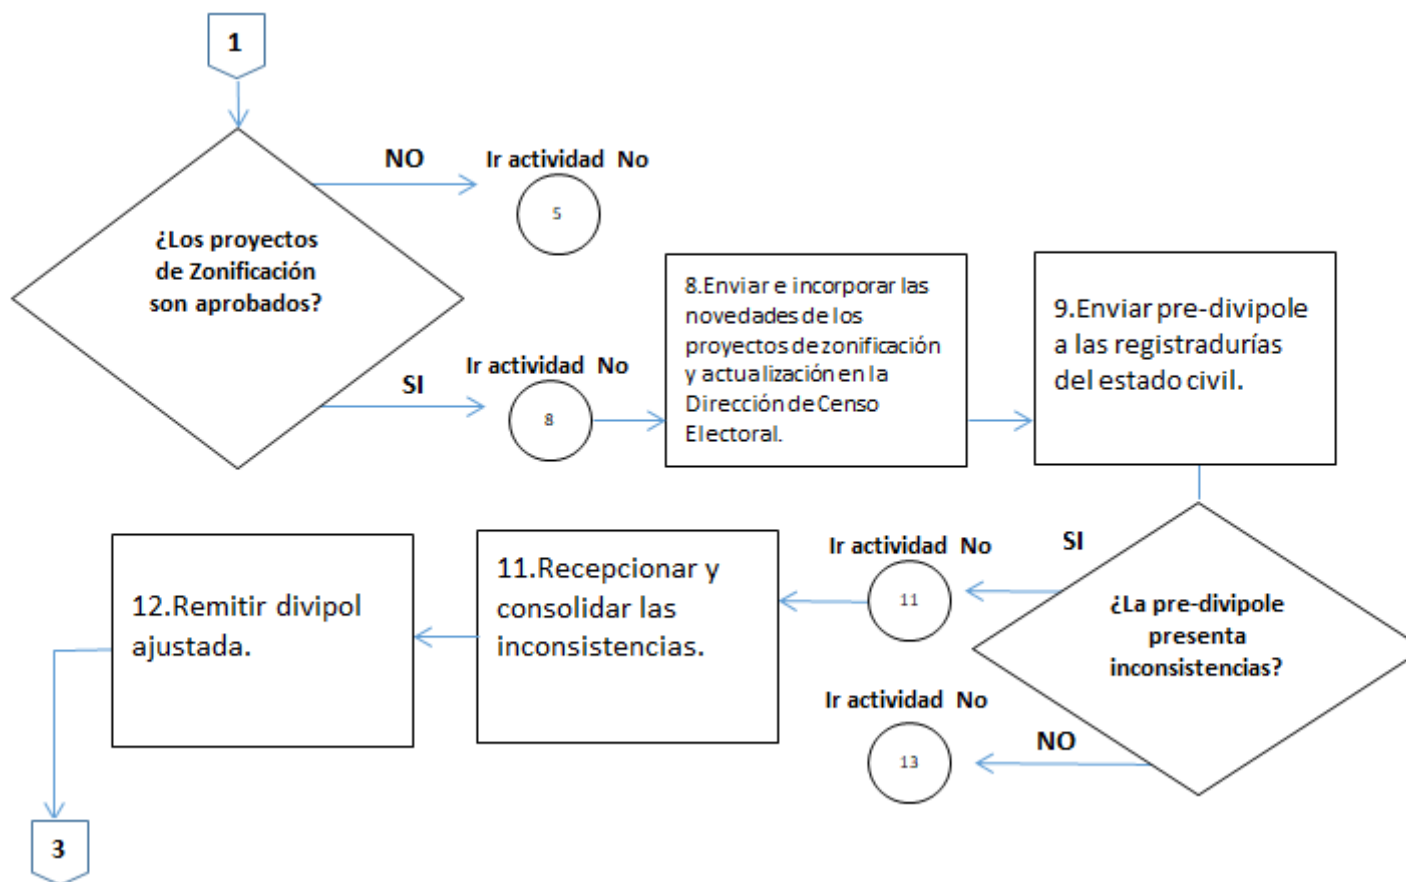 1
NO
Ir actividad No
5
¿Los proyectos
de Zonificación
son aprobados?
SI
Ir actividad No
8
8.Enviar e incorporar las
novedades de los
proyectos de zonificación
y actualización en la
Dirección de Censo
Electoral.
9.Enviar pre-divipole
a las registradurías
del estado civil.
¿La pre-divipole
presenta
inconsistencias?
SI
Ir actividad No
11
11.Recepcionar y
consolidar las
inconsistencias.
12.Remitir divipol
ajustada.
NO
Ir actividad No
13
3